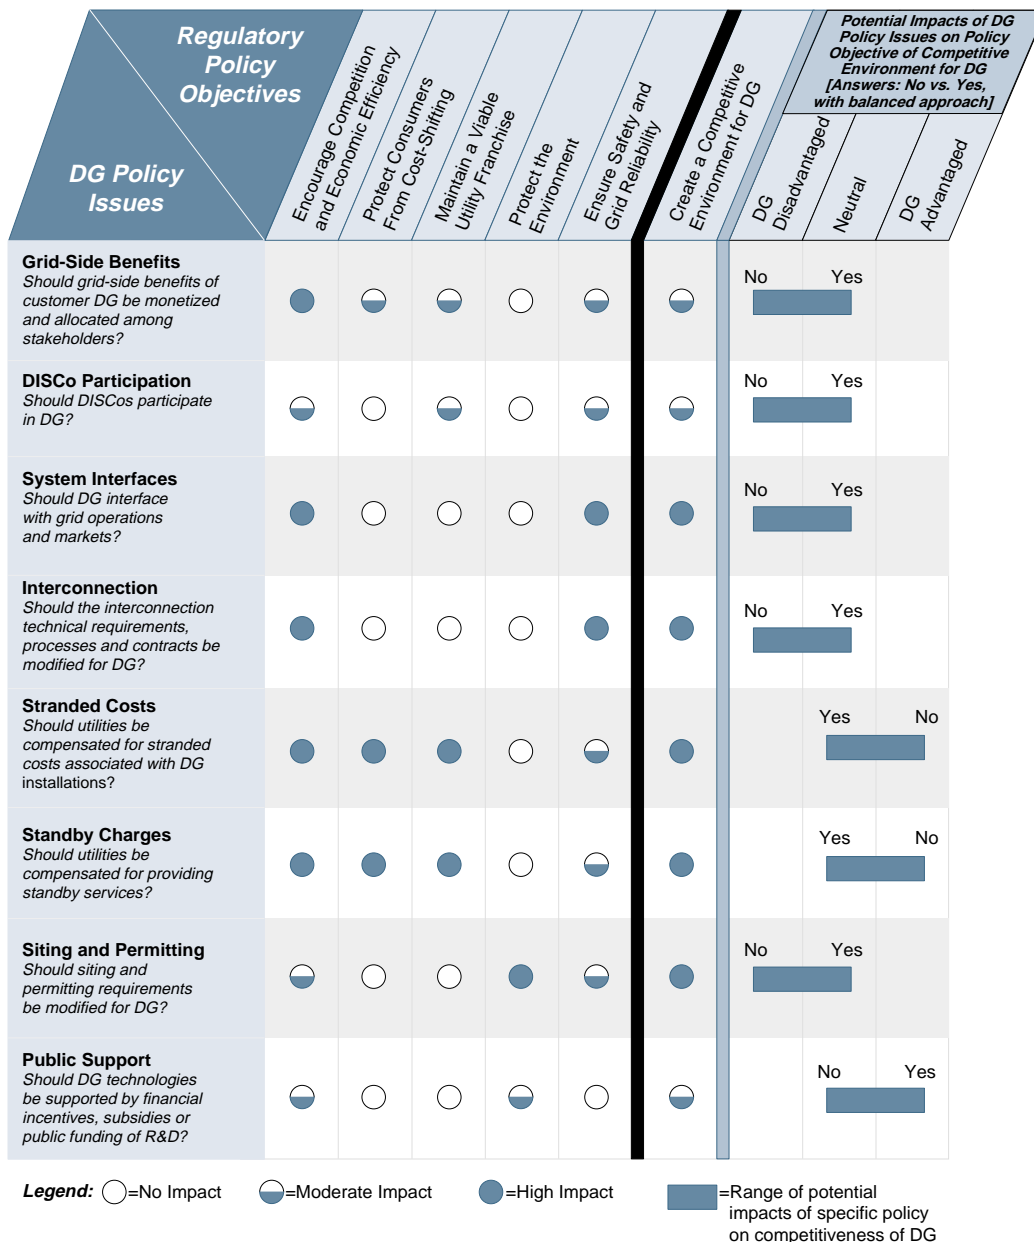 Regulatory
Policy
Objectives
DG Policy
Issues
Encourage Competition
and Economic Efficiency
Protect Consumers
From Cost-Shifting
Maintain a Viable
Utility Franchise
Protect the
Environment
Ensure Safety and
Grid Reliability
Create a Competitive
Environment for DG
Potential Impacts of DG
Policy Issues on Policy
Objective of Competitive
Environment for DG
[Answers: No vs. Yes,
with balanced approach]
DG
Disadvantaged
Neutral
DG
Advantaged
Grid-Side Benefits
Should grid-side benefits of
customer DG be monetized
and allocated among
stakeholders?
No Yes
DISCo Participation
Should DISCos participate
in DG?
No Yes
System Interfaces
Should DG interface
with grid operations
and markets?
No Yes
Interconnection
Should the interconnection
technical requirements,
processes and contracts be
modified for DG?
No Yes
Stranded Costs
Should utilities be
compensated for stranded
costs associated with DG
installations?
Yes No
Standby Charges
Should utilities be
compensated for providing
standby services?
Yes No
Siting and Permitting
Should siting and
permitting requirements
be modified for DG?
No Yes
Public Support
Should DG technologies
be supported by financial
incentives, subsidies or
public funding of R&D?
No Yes
Legend: =No Impact =Moderate Impact =High Impact =Range of potential
impacts of specific policy
on competitiveness of DG